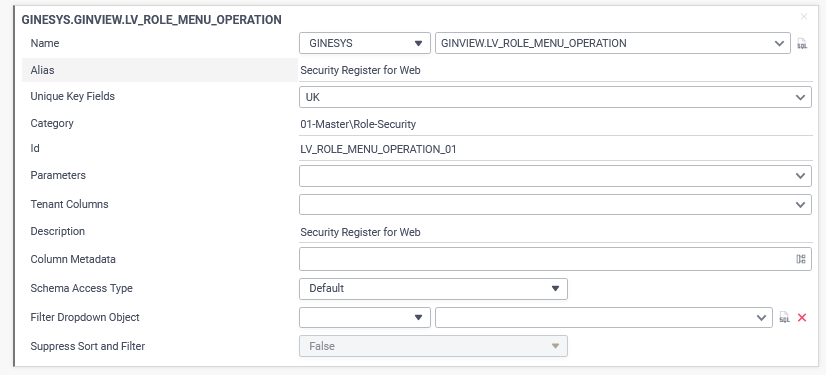 GINESYS.GINVIEW.LV_ROLE_MENU_OPERATION
Name GINESYS GINVIEW.LV_ROLE_MENU_OPERATION SQL
Alias Security Register for Web
Unique Key Fields UK
Category 01-Master\Role-Security
Id LV_ROLE_MENU_OPERATION_01
Parameters
Tenant Columns
Description Security Register for Web
Column Metadata
Schema Access Type Default
Filter Dropdown Object SQL
Suppress Sort and Filter False